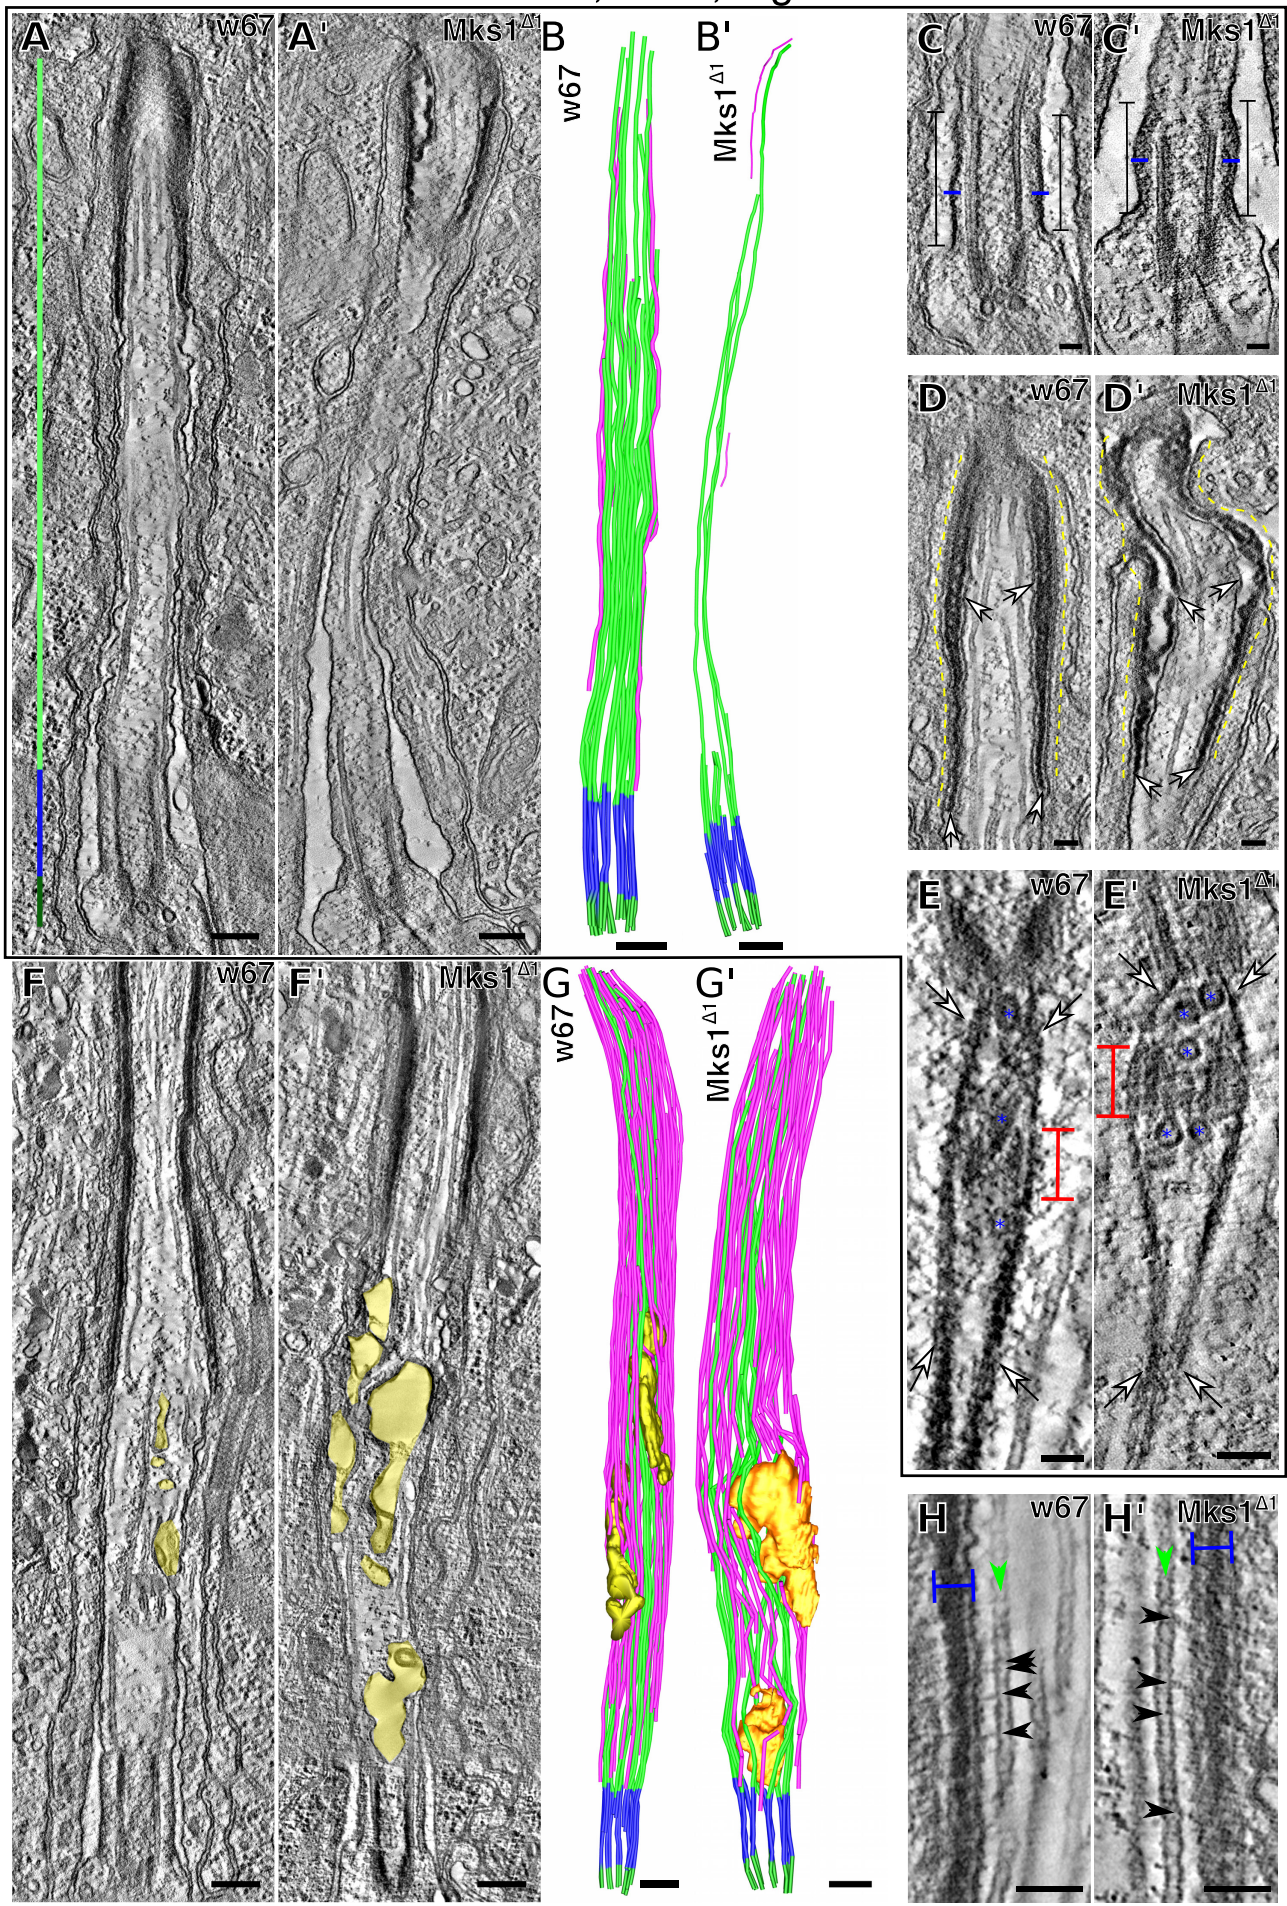 A w67
A' Mks1Δ1
B w67
B' Mks1Δ1
C w67
C' Mks1Δ1
D w67
D' Mks1Δ1
E w67
E' Mks1Δ1
F w67
F' Mks1Δ1
G w67
G' Mks1Δ1
H w67
H' Mks1Δ1